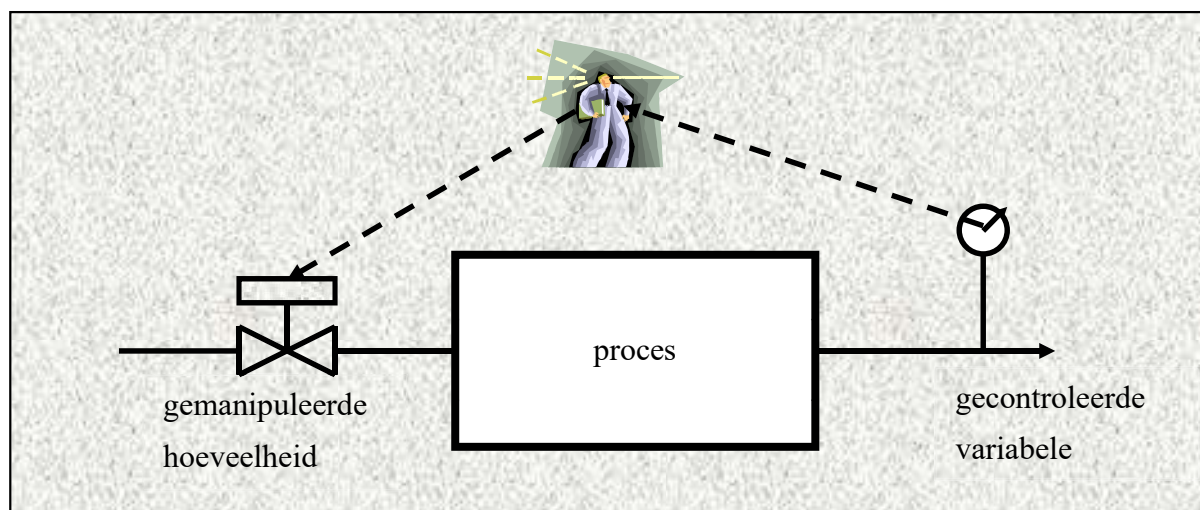 proces
gemanipuleerde
hoeveelheid
gecontroleerde
variabele